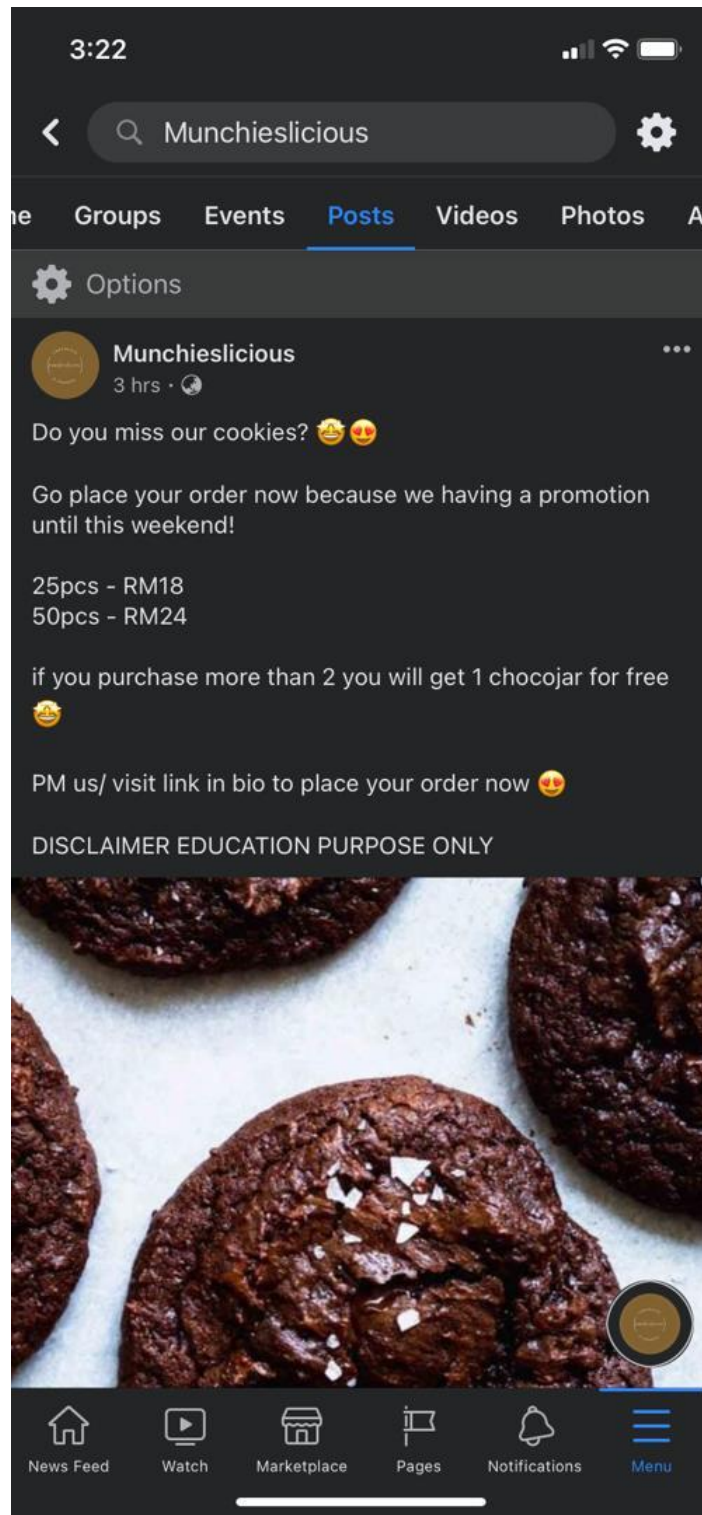 3:22
Munchieslicious
Groups Events Posts Videos Photos
Options
Munchieslicious
3 hrs ·
Do you miss our cookies? 🤩😍
Go place your order now because we having a promotion
until this weekend!
25pcs - RM18
50pcs - RM24
if you purchase more than 2 you will get 1 chocojar for free
🤩
PM us/ visit link in bio to place your order now 😍
DISCLAIMER EDUCATION PURPOSE ONLY
News Feed Watch Marketplace Pages Notifications Menu